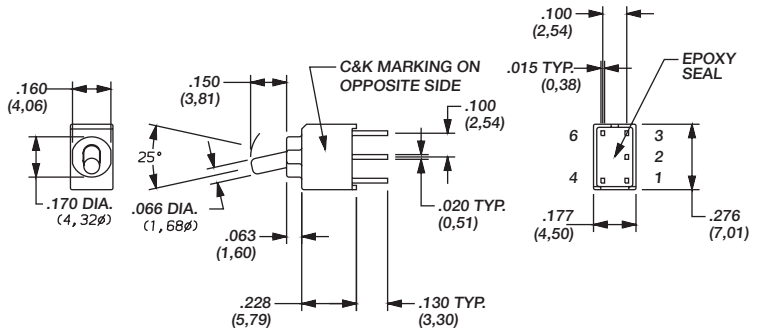 .160
(4,06)
.170 DIA.
(4,32ø)
25°
.150
(3,81)
C&K MARKING ON
OPPOSITE SIDE
.066 DIA.
(1,68ø)
.063
(1,60)
.228
(5,79)
.100
(2,54)
.020 TYP.
(0,51)
.130 TYP.
(3,30)
.100
(2,54)
.015 TYP.
(0,38)
EPOXY
SEAL
6 3
2
4 1
.177
(4,50)
.276
(7,01)